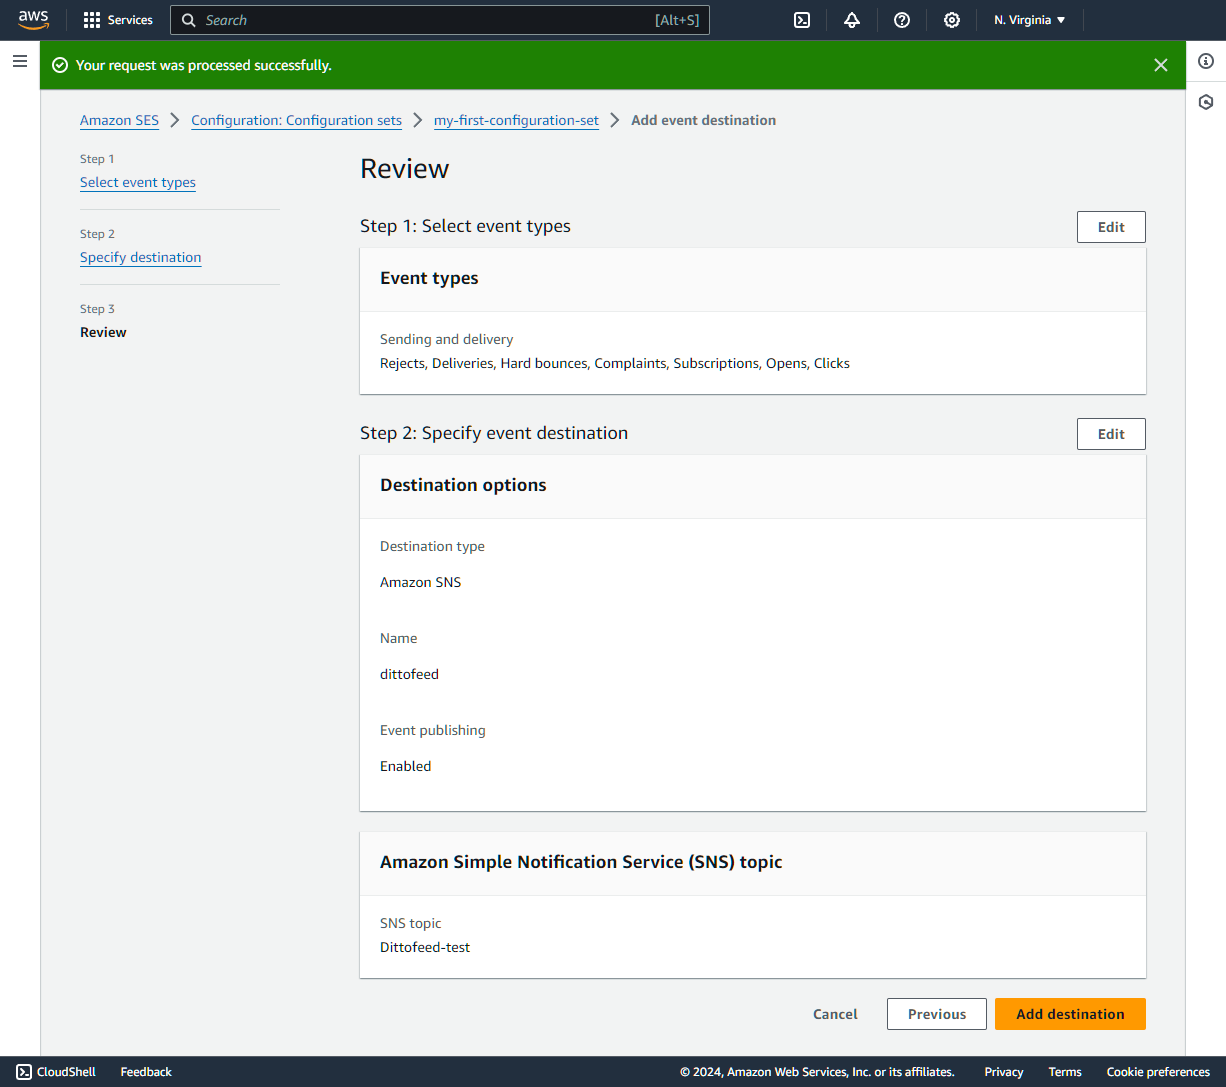 aws
Services
Search
[Alt+S]
N. Virginia
Your request was processed successfully.
Amazon SES
Configuration: Configuration sets
my-first-configuration-set
Add event destination
Step 1
Select event types
Step 2
Specify destination
Step 3
Review
Review
Step 1: Select event types
Edit
Event types
Sending and delivery
Rejects, Deliveries, Hard bounces, Complaints, Subscriptions, Opens, Clicks
Step 2: Specify event destination
Edit
Destination options
Destination type
Amazon SNS
Name
dittofeed
Event publishing
Enabled
Amazon Simple Notification Service (SNS) topic
SNS topic
Dittofeed-test
Cancel
Previous
Add destination
CloudShell
Feedback
© 2024, Amazon Web Services, Inc. or its affiliates.
Privacy
Terms
Cookie preferences